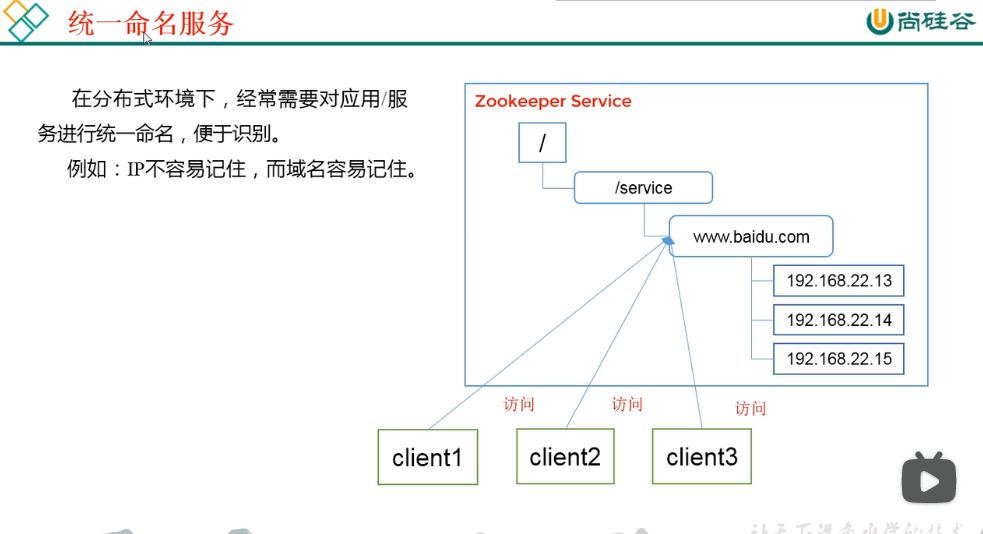 统一命名服务
尚硅谷
在分布式环境下，经常需要对应用/服
务进行统一命名，便于识别。
例如：IP不容易记住，而域名容易记住。
Zookeeper Service
/
/service
www.baidu.com
192.168.22.13
192.168.22.14
192.168.22.15
访问
访问
访问
client1
client2
client3